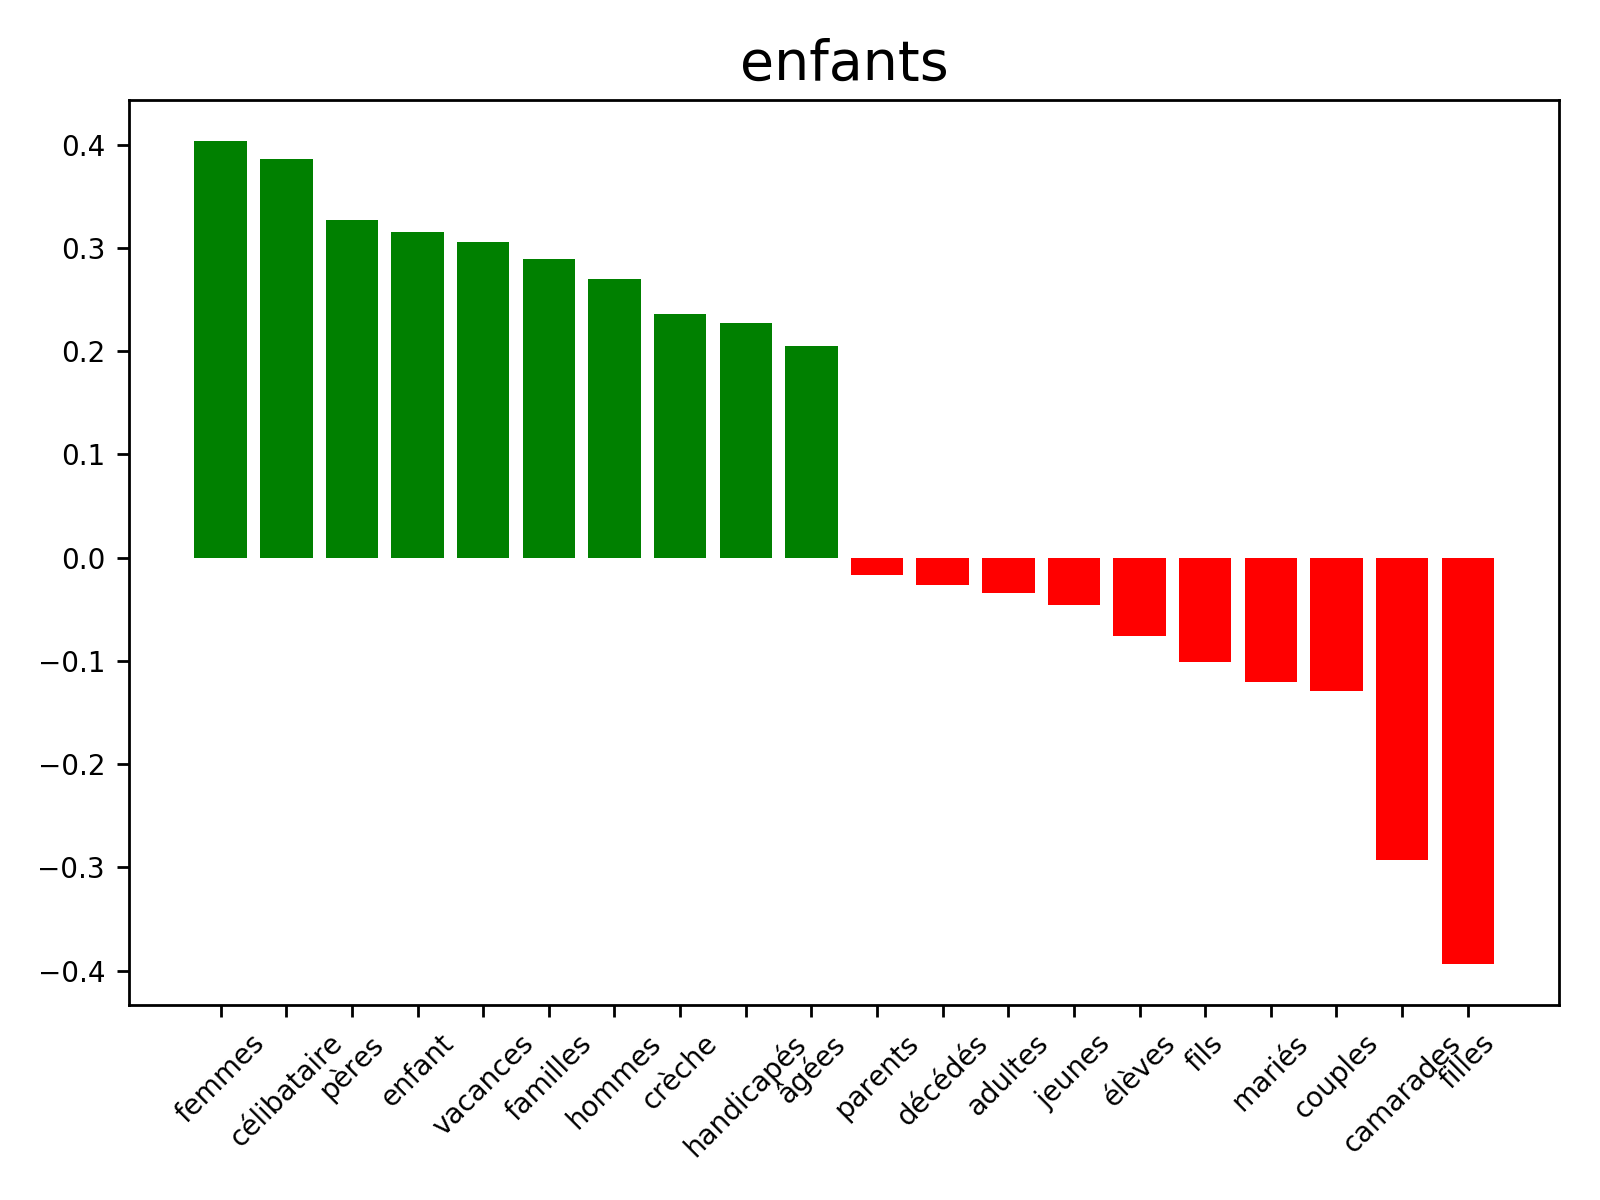 enfants
0.4
0.3
0.2
0.1
0.0
−0.1
−0.2
−0.3
−0.4
femmes
célibataire
pères
enfant
vacances
familles
hommes
crèche
handicapés
âgées
parents
décédés
adultes
jeunes
élèves
fils
mariés
couples
camarades
filles